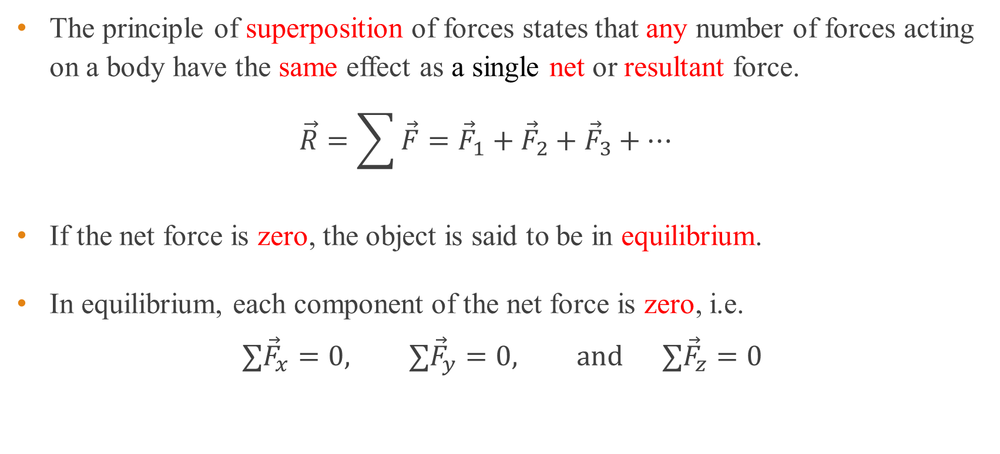 • The principle of superposition of forces states that any number of forces acting
on a body have the same effect as a single net or resultant force.
$\vec{R} = \sum \vec{F} = \vec{F}_1 + \vec{F}_2 + \vec{F}_3 + \cdots$
• If the net force is zero, the object is said to be in equilibrium.
• In equilibrium, each component of the net force is zero, i.e.
$\sum \vec{F}_x = 0, \quad \sum \vec{F}_y = 0, \quad \text{and} \quad \sum \vec{F}_z = 0$